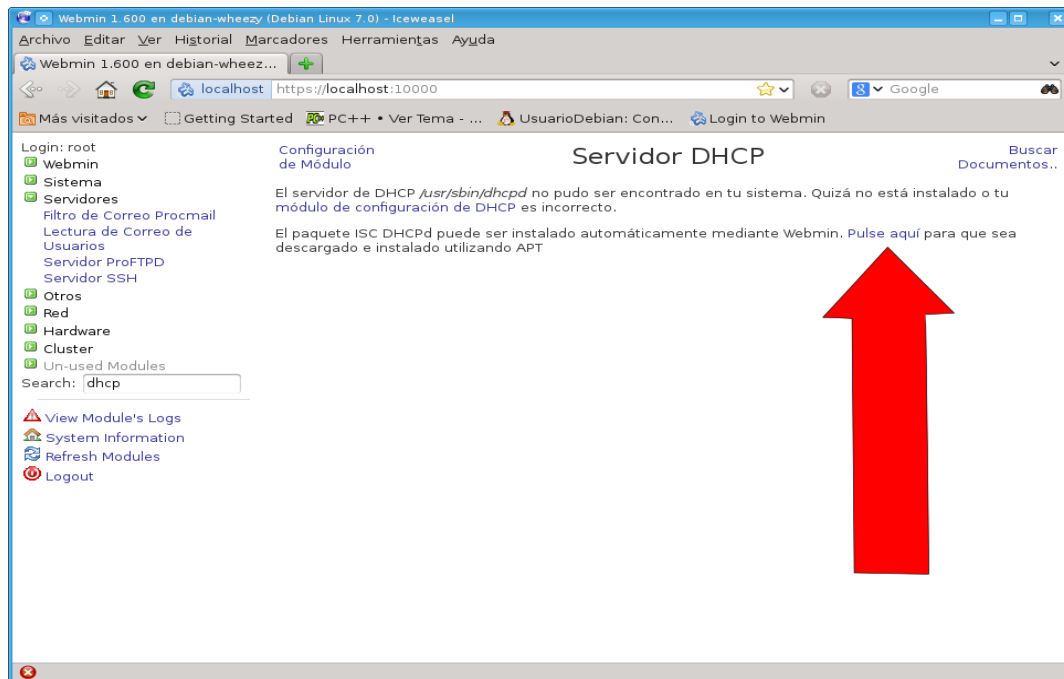 Webmin 1.600 en debian-wheezy (Debian Linux 7.0) - Iceweasel
Archivo Editar Ver Historial Marcadores Herramientas Ayuda
Webmin 1.600 en debian-wheez...
localhost https://localhost:10000 Google
Más visitados Getting Started PC++ • Ver Tema - ... UsuarioDebian: Con... Login to Webmin
Login: root
Webmin
Sistema
Servidores
Filtro de Correo Procmail
Lectura de Correo de
Usuarios
Servidor ProFTPD
Servidor SSH
Otros
Red
Hardware
Cluster
Un-used Modules
Search: dhcp
View Module's Logs
System Information
Refresh Modules
Logout
Configuración
de Módulo
Servidor DHCP
Buscar
Documentos..
El servidor de DHCP /usr/sbin/dhcpd no pudo ser encontrado en tu sistema. Quizá no está instalado o tu
módulo de configuración de DHCP es incorrecto.
El paquete ISC DHCPd puede ser instalado automáticamente mediante Webmin. Pulse aquí para que sea
descargado e instalado utilizando APT